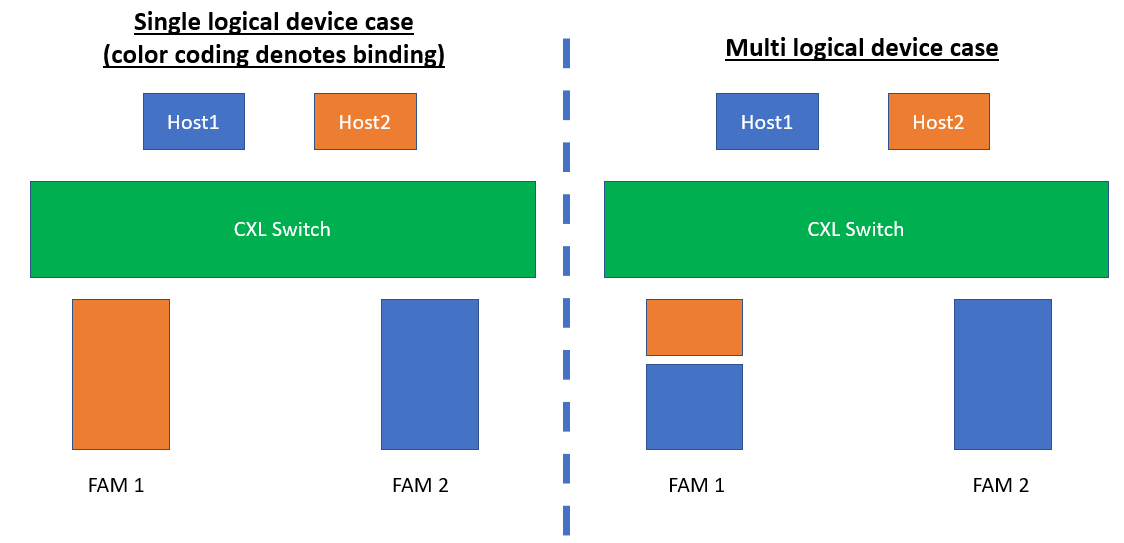 Single logical device case
(color coding denotes binding)
Host1
Host2
CXL Switch
FAM 1
FAM 2
Multi logical device case
Host1
Host2
CXL Switch
FAM 1
FAM 2